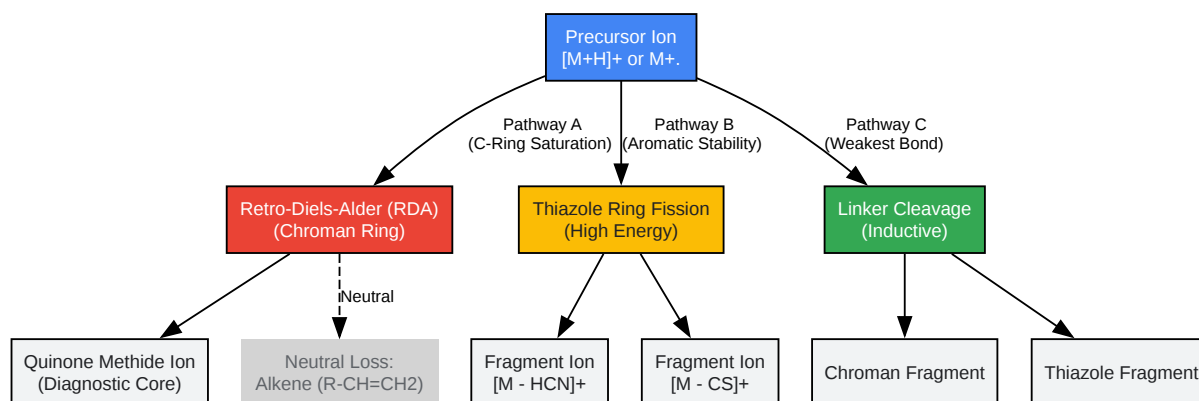 Precursor Ion
[M+H]+ or M+.
Pathway A
(C-Ring Saturation)
Pathway B
(Aromatic Stability)
Pathway C
(Weakest Bond)
Retro-Diels-Alder (RDA)
(Chroman Ring)
Thiazole Ring Fission
(High Energy)
Linker Cleavage
(Inductive)
Neutral
Quinone Methide Ion
(Diagnostic Core)
Neutral Loss:
Alkene (R-CH=CH2)
Fragment Ion
[M - HCN]+
Fragment Ion
[M - CS]+
Chroman Fragment
Thiazole Fragment